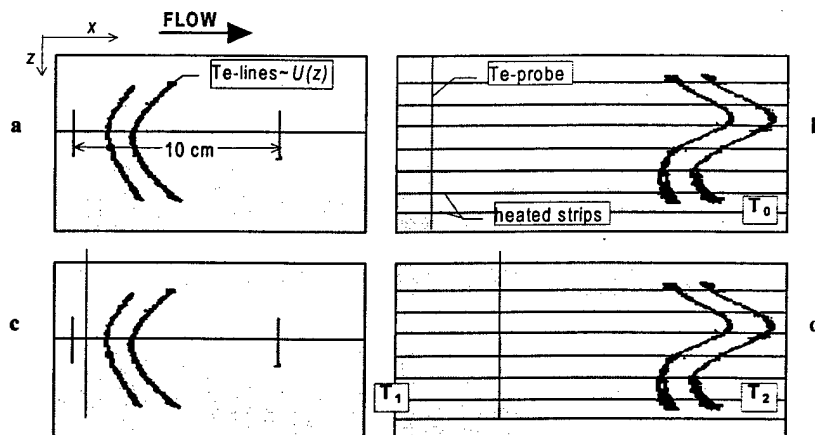 FLOW
x
z
Te-lines~U(z)
a
10 cm
Te-probe
b
heated strips
T₀
c
T₁
T₂
d